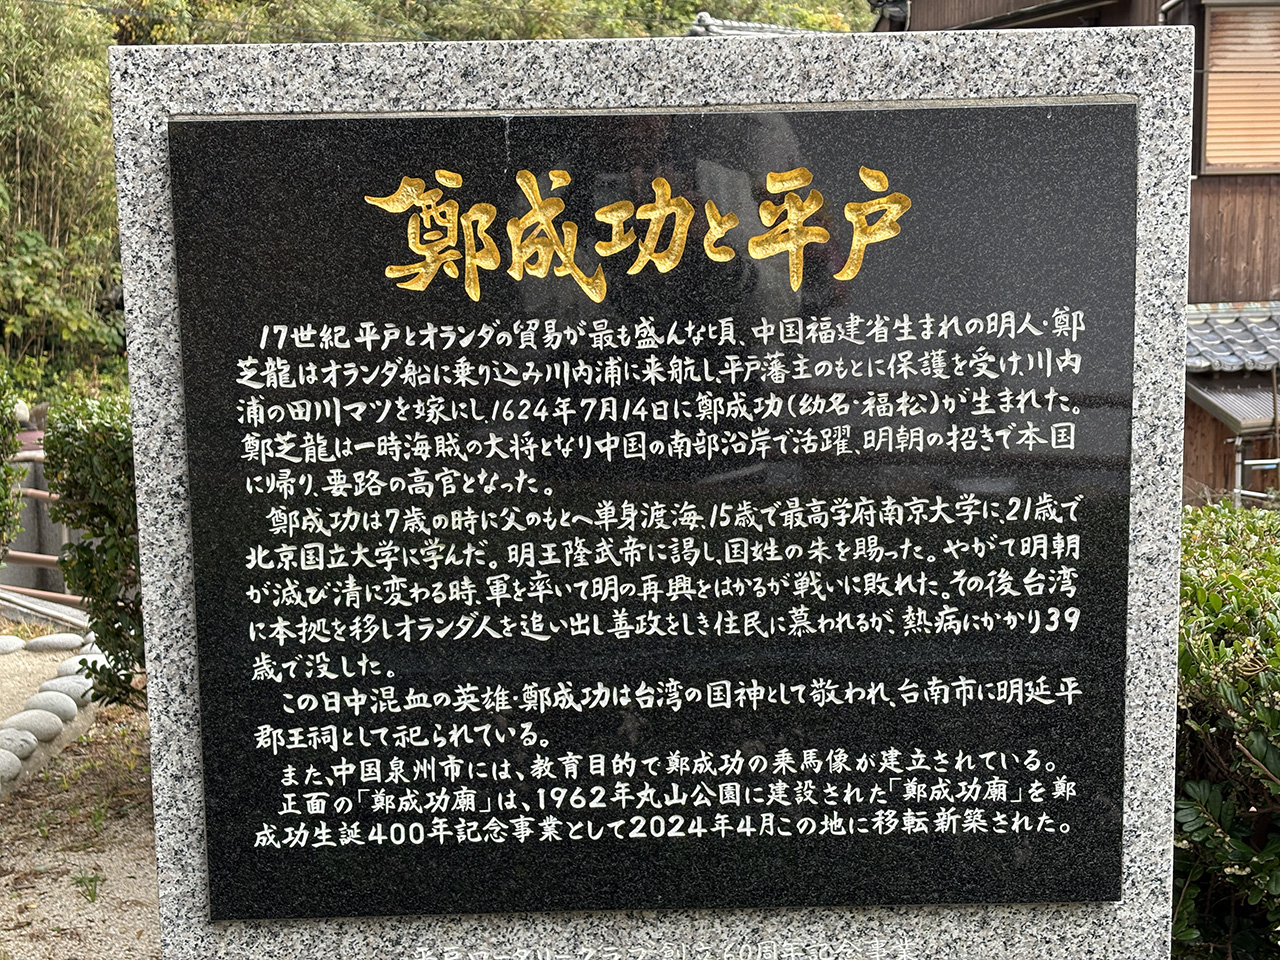 鄭成功と平戸
17世紀平戸とオランダの貿易が最も盛んな頃、中国福建省生まれの明人・鄭
芝龍はオランダ船に乗り込み川内浦に来航し、平戸藩主のもとに保護を受け、川内
浦の田川マツを嫁にし、1624年7月14日に鄭成功(幼名・福松)が生まれた。
鄭芝龍は一時海賊の大将となり中国の南部沿岸で活躍、明朝の招きで本国
に帰り、要路の高官となった。
鄭成功は7歳の時に父のもとへ単身渡海、15歳で最高学府南京大学に、21歳で
北京国立大学に学んだ。明王隆武帝に謁し、国姓の朱を賜った。やがて明朝
が滅び清に変わる時、軍を率いて明の再興をはかるが戦いに敗れた。その後台湾
に本拠を移しオランダ人を追い出し善政をしき住民に慕われるが、熱病にかかり39
歳で没した。
この日中混血の英雄・鄭成功は台湾の国神として敬われ、台南市に明延平
郡王祠として祀られている。
また、中国泉州市には、教育目的で鄭成功の乗馬像が建立されている。
正面の「鄭成功廟」は、1962年丸山公園に建設された「鄭成功廟」を鄭
成功生誕400年記念事業として2024年4月この地に移転新築された。
平戸ロータリークラブ創立60周年記念事業